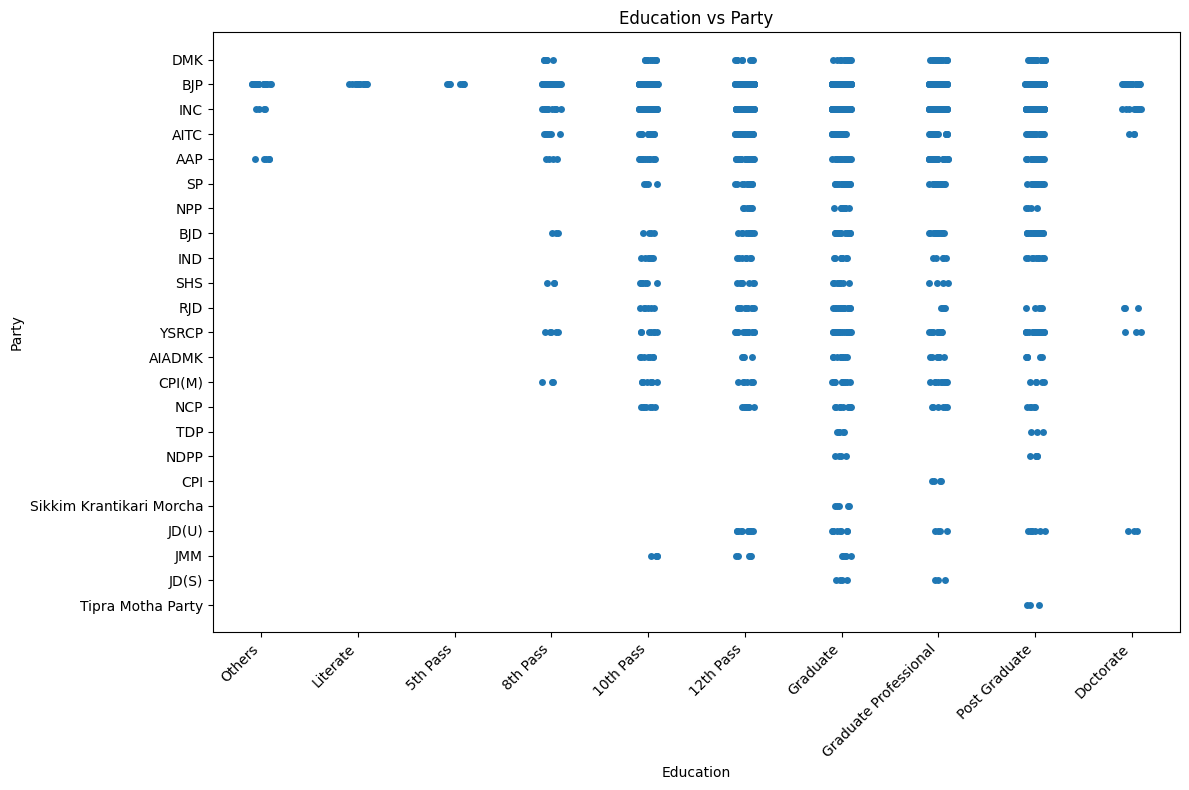 Education vs Party
Party
DMK
BJP
INC
AITC
AAP
SP
NPP
BJD
IND
SHS
RJD
YSRCP
AIADMK
CPI(M)
NCP
TDP
NDPP
CPI
Sikkim Krantikari Morcha
JD(U)
JMM
JD(S)
Tipra Motha Party
Others
Literate
5th Pass
8th Pass
10th Pass
12th Pass
Graduate
Graduate Professional
Post Graduate
Doctorate
Education